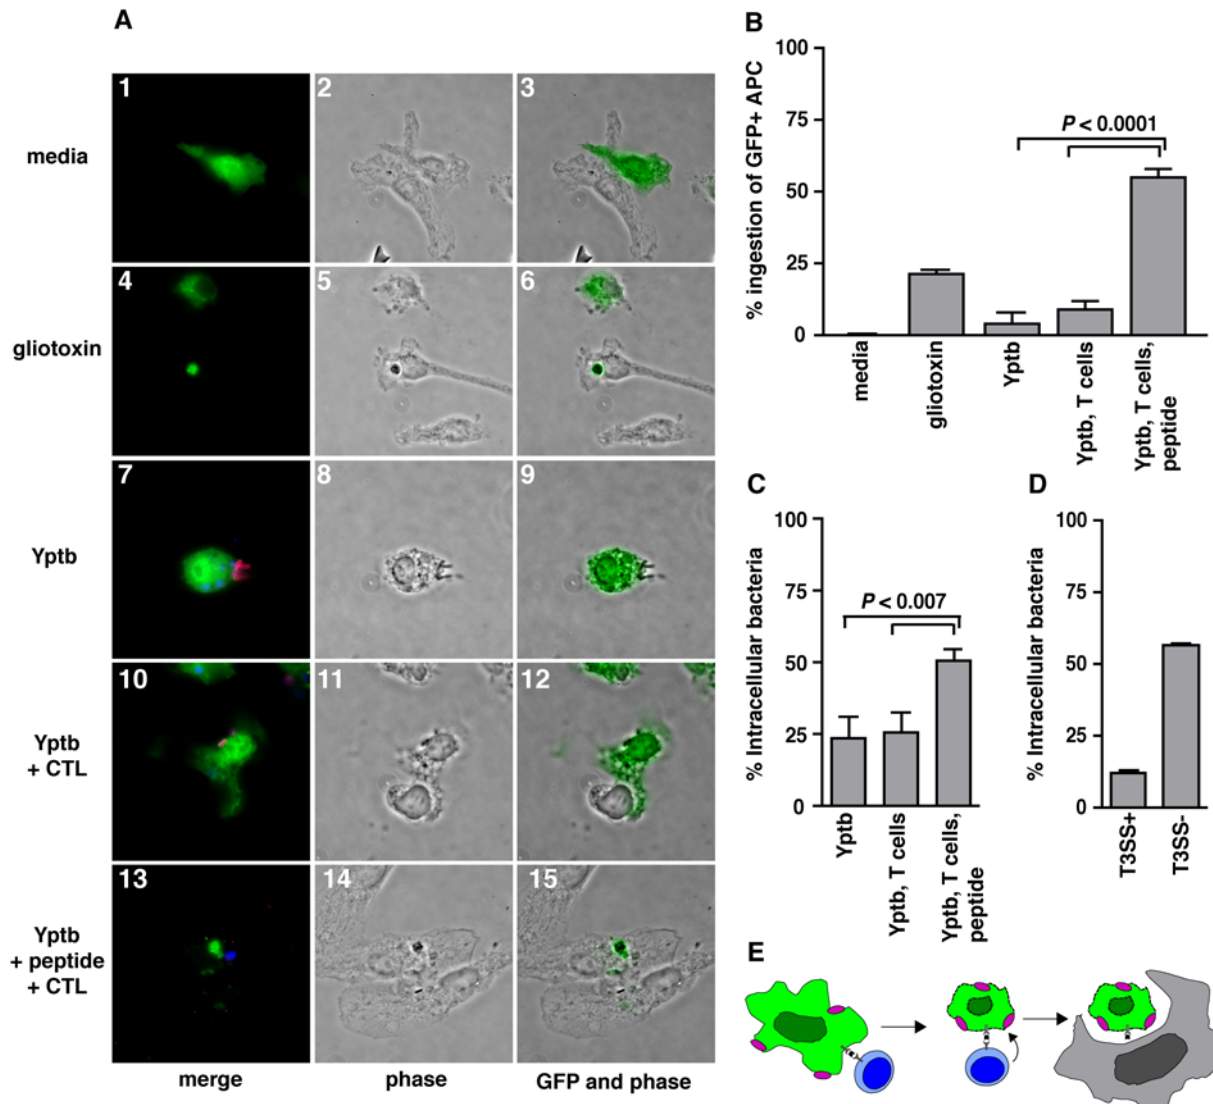 A
1
2
3
media
4
5
6
gliotoxin
7
8
9
Yptb
10
11
12
Yptb
+ CTL
13
14
15
Yptb
+ peptide
+ CTL
merge
phase
GFP and phase
B
% ingestion of GFP+ APC
100
75
50
25
0
P < 0.0001
media
gliotoxin
Yptb
Yptb, T cells
Yptb, T cells,
peptide
C
% Intracellular bacteria
100
75
50
25
0
P < 0.007
Yptb
Yptb, T cells
Yptb, T cells,
peptide
D
% Intracellular bacteria
100
75
50
25
0
T3SS+
T3SS-
E